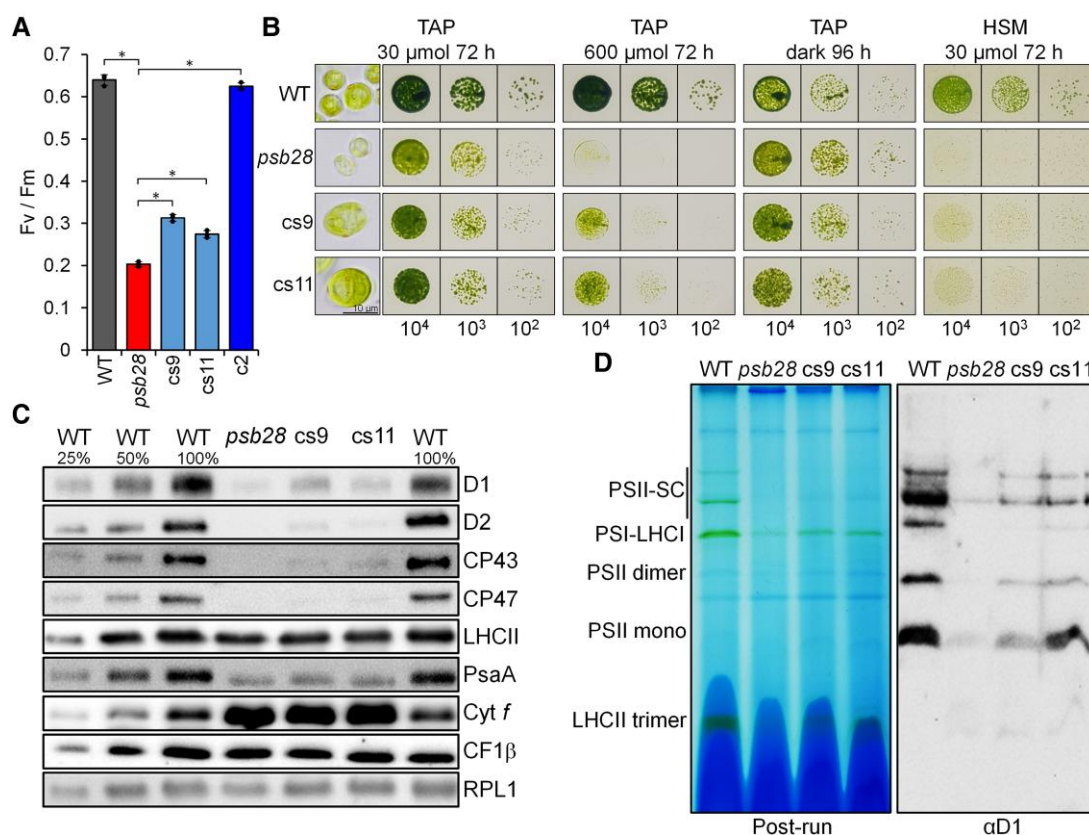 A
Fv / Fm
0.7
0.6
0.5
0.4
0.3
0.2
0.1
0
*
*
*
*
WT
psb28
cs9
cs11
c2
B
TAP
30 µmol 72 h
TAP
600 µmol 72 h
TAP
dark 96 h
HSM
30 µmol 72 h
WT
psb28
cs9
cs11
10 µm
10⁴ 10³ 10² 10⁴ 10³ 10² 10⁴ 10³ 10² 10⁴ 10³ 10²
C
WT WT WT psb28 cs9 cs11 WT
25% 50% 100% 100%
D1
D2
CP43
CP47
LHCII
PsaA
Cyt f
CF1β
RPL1
D
WT psb28 cs9 cs11 WT psb28 cs9 cs11
PSII-SC
PSI-LHCI
PSII dimer
PSII mono
LHCII trimer
Post-run αD1